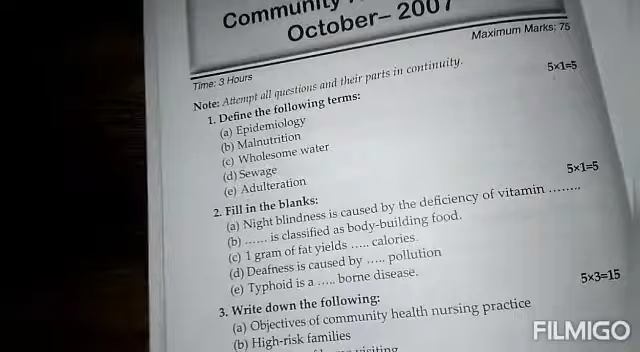 Community
October– 2007
Maximum Marks: 75
Time: 3 Hours
Note: Attempt all questions and their parts in continuity.
1. Define the following terms: 5×1=5
(a) Epidemiology
(b) Malnutrition
(c) Wholesome water
(d) Sewage
(e) Adulteration
2. Fill in the blanks: 5×1=5
(a) Night blindness is caused by the deficiency of vitamin ........
(b) ...... is classified as body-building food.
(c) 1 gram of fat yields ..... calories.
(d) Deafness is caused by ..... pollution
(e) Typhoid is a ..... borne disease.
3. Write down the following: 5×3=15
(a) Objectives of community health nursing practice
(b) High-risk families
visiting
FILMIGO